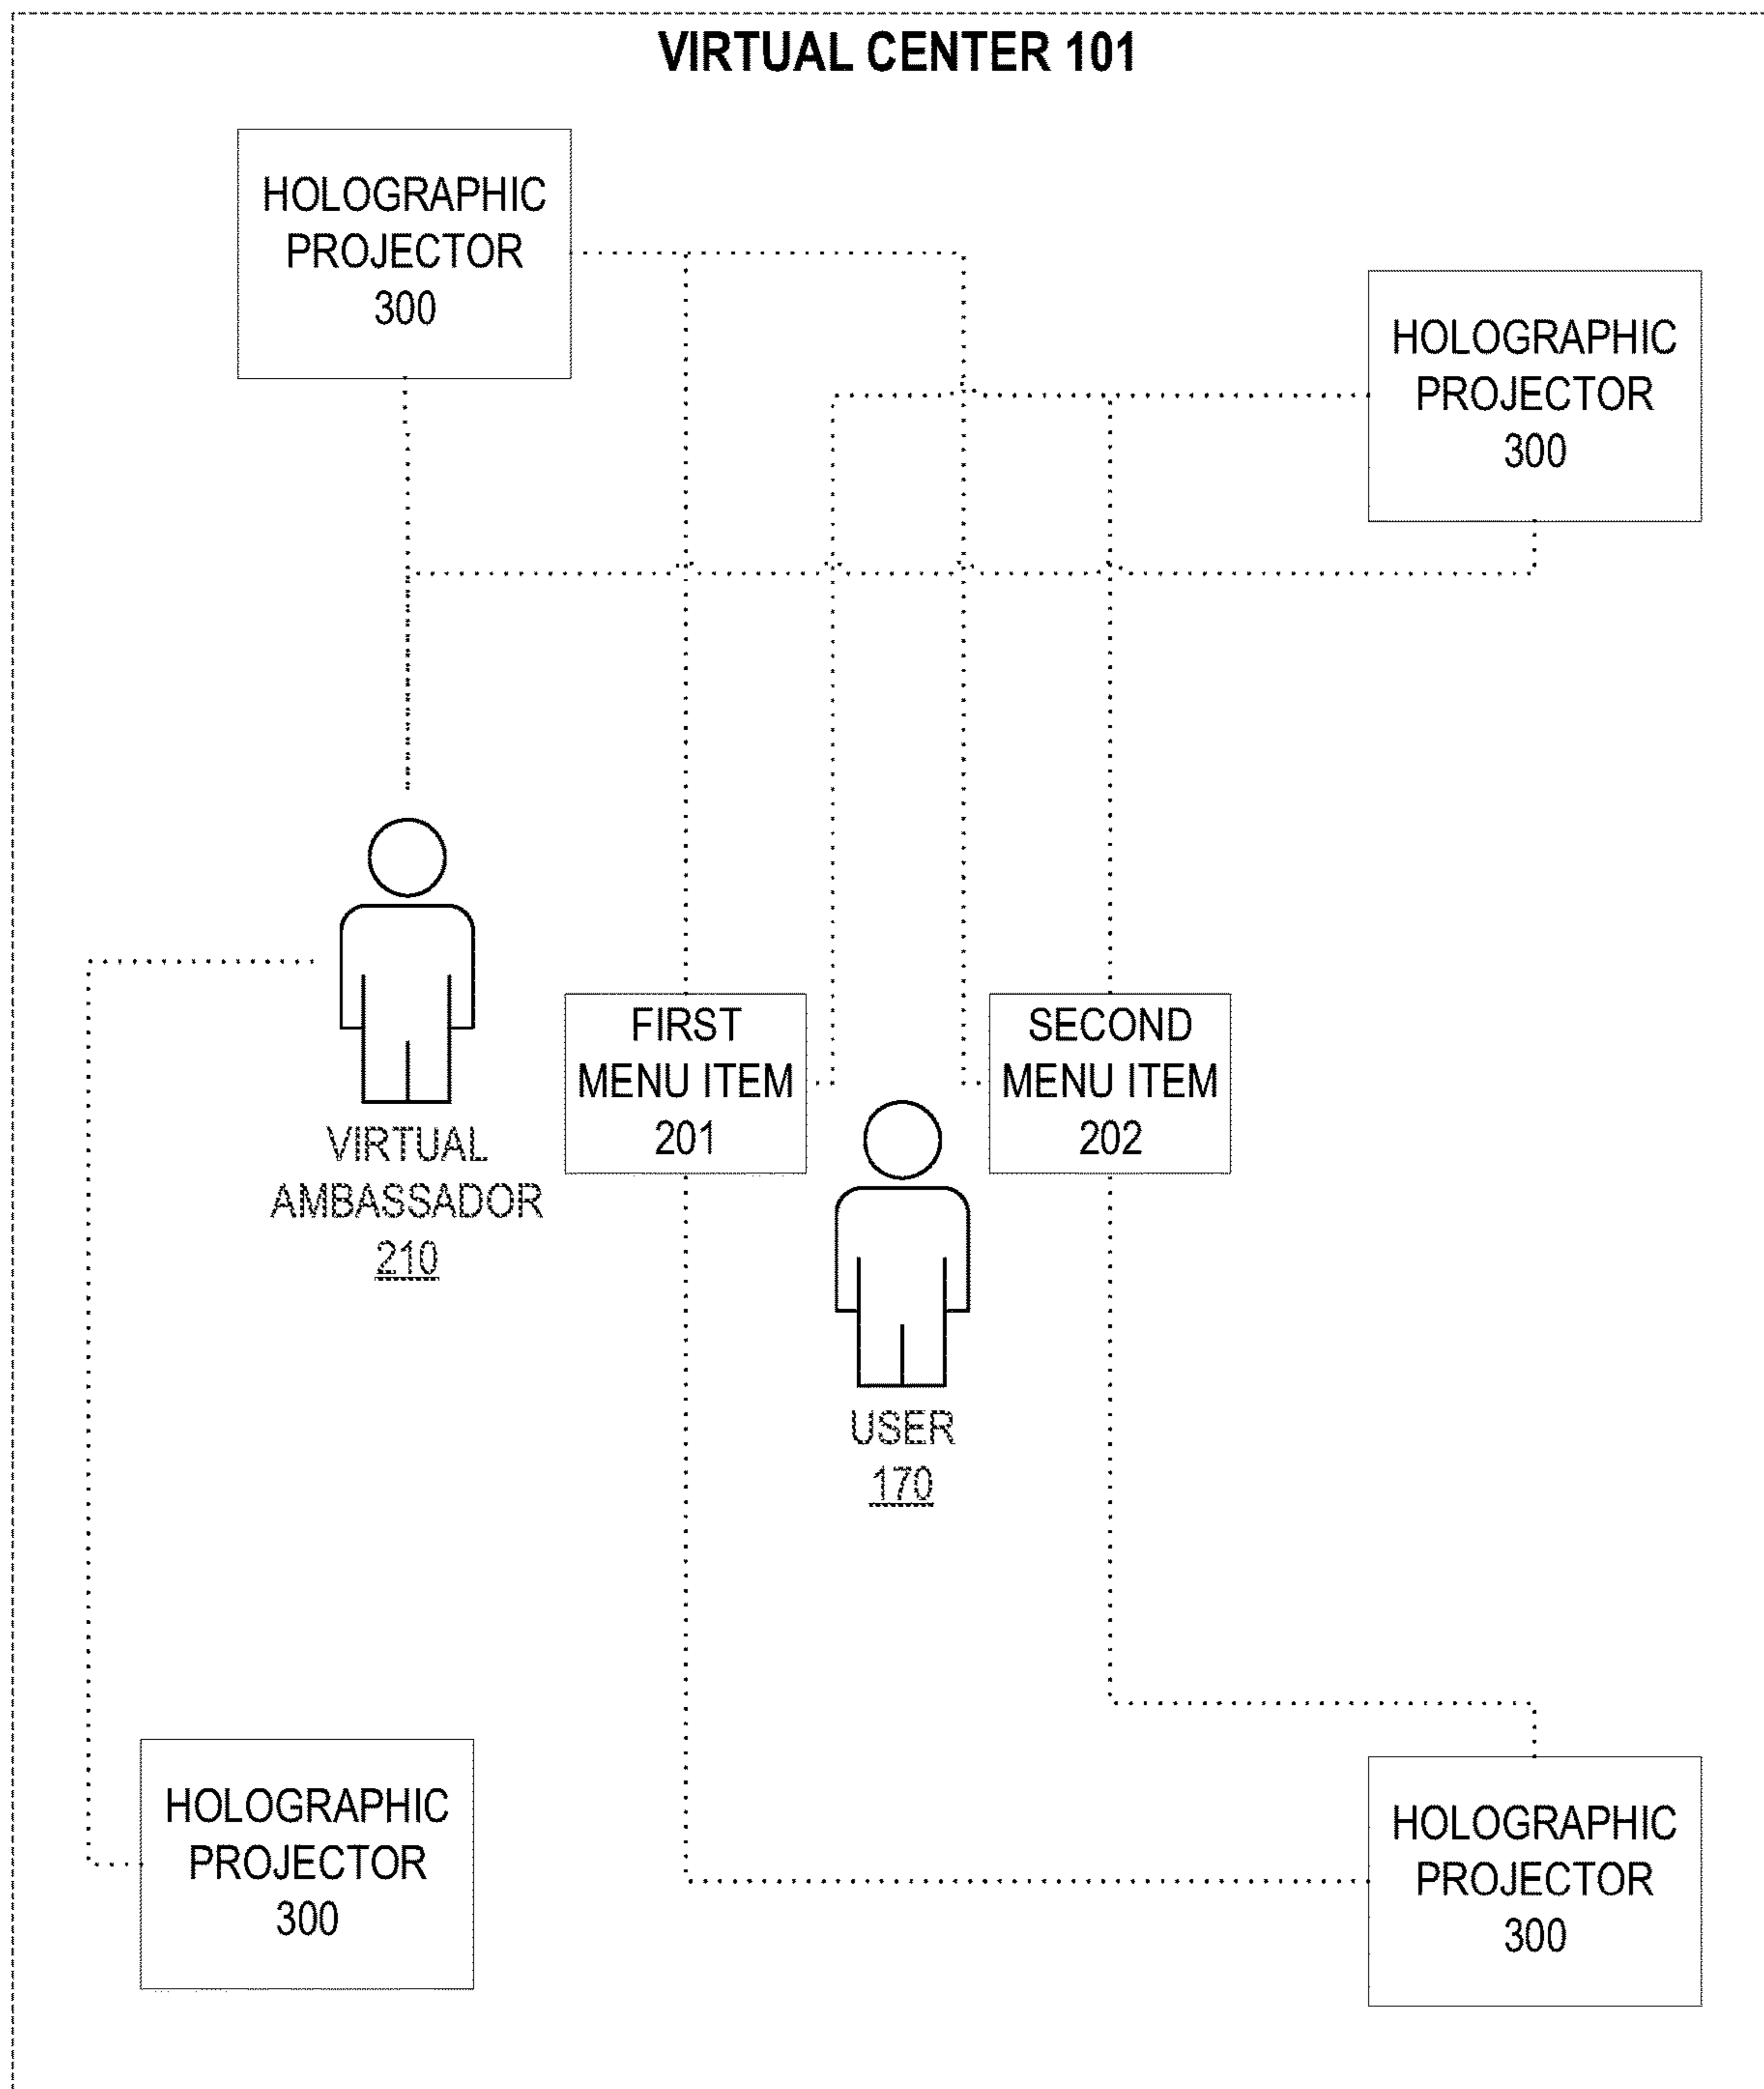 VIRTUAL CENTER 101
HOLOGRAPHIC
PROJECTOR
300
HOLOGRAPHIC
PROJECTOR
300
FIRST
MENU ITEM
201
SECOND
MENU ITEM
202
VIRTUAL
AMBASSADOR
210
USER
170
HOLOGRAPHIC
PROJECTOR
300
HOLOGRAPHIC
PROJECTOR
300